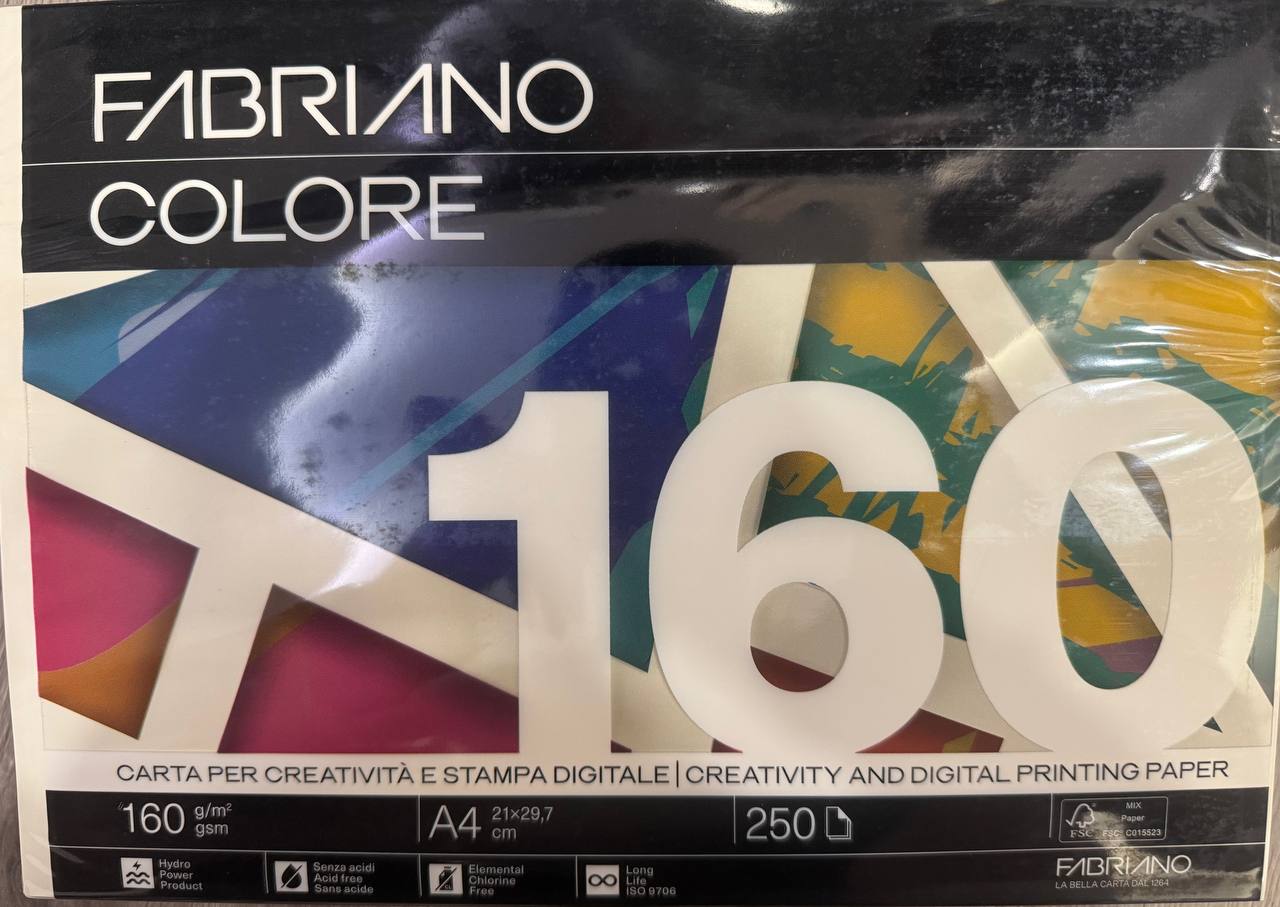 FABRIANO
COLORE
160
CARTA PER CREATIVITÀ E STAMPA DIGITALE | CREATIVITY AND DIGITAL PRINTING PAPER
160 g/m² gsm
A4 21×29,7 cm
250
FSC
MIX
Paper
FSC® C015523
Hydro
Power
Product
Senza acidi
Acid free
Sans acide
Elemental
Chlorine
Free
Long
Life
ISO 9706
FABRIANO
LA BELLA CARTA DAL 1264